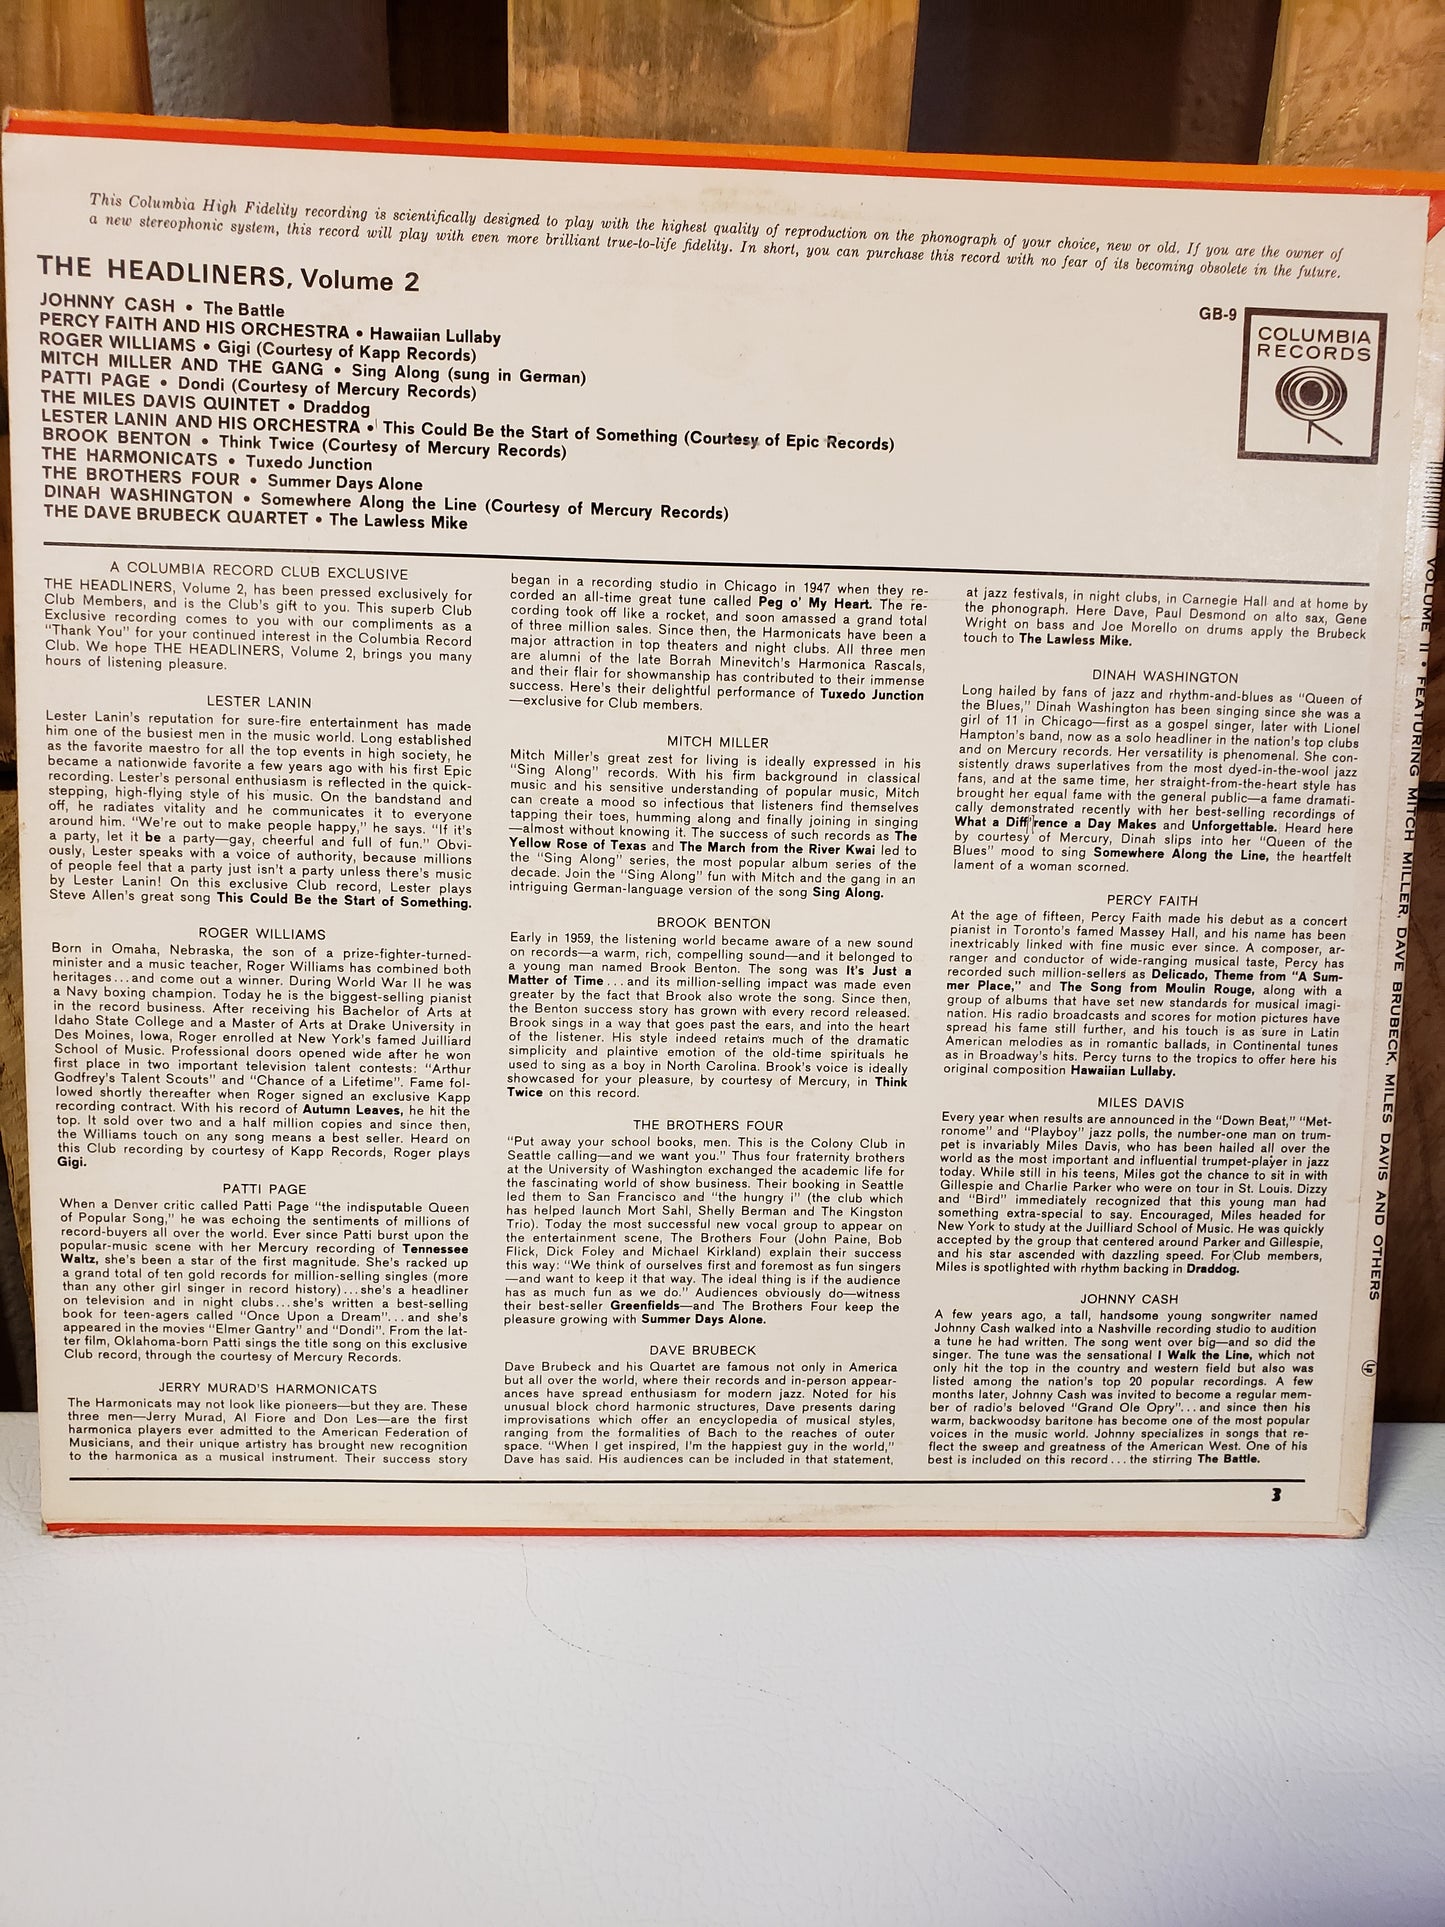 This Columbia High Fidelity recording is scientifically designed to play with the highest quality of reproduction on the phonograph of your choice, new or old. If you are the owner of
a new stereophonic system, this record will play with even more brilliant true-to-life fidelity. In short, you can purchase this record with no fear of its becoming obsolete in the future.
THE HEADLINERS, Volume 2
JOHNNY CASH • The Battle
PERCY FAITH AND HIS ORCHESTRA • Hawaiian Lullaby
ROGER WILLIAMS • Gigi (Courtesy of Kapp Records)
MITCH MILLER AND THE GANG • Sing Along (sung in German)
PATTI PAGE • Dondi (Courtesy of Mercury Records)
THE MILES DAVIS QUINTET • Draddog
LESTER LANIN AND HIS ORCHESTRA • This Could Be the Start of Something (Courtesy of Epic Records)
BROOK BENTON • Think Twice (Courtesy of Mercury Records)
THE HARMONICATS • Tuxedo Junction
THE BROTHERS FOUR • Summer Days Alone
DINAH WASHINGTON • Somewhere Along the Line (Courtesy of Mercury Records)
THE DAVE BRUBECK QUARTET • The Lawless Mike
GB-9
COLUMBIA
RECORDS
A COLUMBIA RECORD CLUB EXCLUSIVE
THE HEADLINERS, Volume 2, has been pressed exclusively for
Club Members, and is the Club's gift to you. This superb Club
Exclusive recording comes to you with our compliments as a
"Thank You" for your continued interest in the Columbia Record
Club. We hope THE HEADLINERS, Volume 2, brings you many
hours of listening pleasure.
LESTER LANIN
Lester Lanin's reputation for sure-fire entertainment has made
him one of the busiest men in the music world. Long established
as the favorite maestro for all the top events in high society, he
became a nationwide favorite a few years ago with his first Epic
recording. Lester's personal enthusiasm is reflected in the quick-
stepping, high-flying style of his music. On the bandstand and
off, he radiates vitality and he communicates it to everyone
around him. "We're out to make people happy," he says. "If it's
a party, let it be a party—gay, cheerful and full of fun." Obvi-
ously, Lester speaks with a voice of authority, because millions
of people feel that a party just isn't a party unless there's music
by Lester Lanin! On this exclusive Club record, Lester plays
Steve Allen's great song This Could Be the Start of Something.
ROGER WILLIAMS
Born in Omaha, Nebraska, the son of a prize-fighter-turned-
minister and a music teacher, Roger Williams has combined both
heritages...and come out a winner. During World War II he was
a Navy boxing champion. Today he is the biggest-selling pianist
in the record business. After receiving his Bachelor of Arts at
Idaho State College and a Master of Arts at Drake University in
Des Moines, Iowa, Roger enrolled at New York's famed Juilliard
School of Music. Professional doors opened wide after he won
first place in two important television talent contests: "Arthur
Godfrey's Talent Scouts" and "Chance of a Lifetime". Fame fol-
lowed shortly thereafter when Roger signed an exclusive Kapp
recording contract. With his record of Autumn Leaves, he hit the
top. It sold over two and a half million copies and since then,
the Williams touch on any song means a best seller. Heard on
this Club recording by courtesy of Kapp Records, Roger plays
Gigi.
PATTI PAGE
When a Denver critic called Patti Page "the indisputable Queen
of Popular Song," he was echoing the sentiments of millions of
record-buyers all over the world. Ever since Patti burst upon the
popular-music scene with her Mercury recording of Tennessee
Waltz, she's been a star of the first magnitude. She's racked up
a grand total of ten gold records for million-selling singles (more
than any other girl singer in record history)...she's a headliner
on television and in night clubs...she's written a best-selling
book for teen-agers called "Once Upon a Dream"...and she's
appeared in the movies "Elmer Gantry" and "Dondi". From the lat-
ter film, Oklahoma-born Patti sings the title song on this exclusive
Club record, through the courtesy of Mercury Records.
JERRY MURAD'S HARMONICATS
The Harmonicats may not look like pioneers—but they are. These
three men—Jerry Murad, Al Fiore and Don Les—are the first
harmonica players ever admitted to the American Federation of
Musicians, and their unique artistry has brought new recognition
to the harmonica as a musical instrument. Their success story
began in a recording studio in Chicago in 1947 when they re-
corded an all-time great tune called Peg o' My Heart. The re-
cording took off like a rocket, and soon amassed a grand total
of three million sales. Since then, the Harmonicats have been a
major attraction in top theaters and night clubs. All three men
are alumni of the late Borrah Minevitch's Harmonica Rascals,
and their flair for showmanship has contributed to their immense
success. Here's their delightful performance of Tuxedo Junction
—exclusive for Club members.
MITCH MILLER
Mitch Miller's great zest for living is ideally expressed in his
"Sing Along" records. With his firm background in classical
music and his sensitive understanding of popular music, Mitch
can create a mood so infectious that listeners find themselves
tapping their toes, humming along and finally joining in singing
—almost without knowing it. The success of such records as The
Yellow Rose of Texas and The March from the River Kwai led to
the "Sing Along" series, the most popular album series of the
decade. Join the "Sing Along" fun with Mitch and the gang in an
intriguing German-language version of the song Sing Along.
BROOK BENTON
Early in 1959, the listening world became aware of a new sound
on records—a warm, rich, compelling sound—and it belonged to
a young man named Brook Benton. The song was It's Just a
Matter of Time...and its million-selling impact was made even
greater by the fact that Brook also wrote the song. Since then,
the Benton success story has grown with every record released.
Brook sings in a way that goes past the ears, and into the heart
of the listener. His style indeed retains much of the dramatic
simplicity and plaintive emotion of the old-time spirituals he
used to sing as a boy in North Carolina. Brook's voice is ideally
showcased for your pleasure, by courtesy of Mercury, in Think
Twice on this record.
THE BROTHERS FOUR
"Put away your school books, men. This is the Colony Club in
Seattle calling—and we want you." Thus four fraternity brothers
at the University of Washington exchanged the academic life for
the fascinating world of show business. Their booking in Seattle
led them to San Francisco and "the hungry i" (the club which
has helped launch Mort Sahl, Shelly Berman and The Kingston
Trio). Today the most successful new vocal group to appear on
the entertainment scene, The Brothers Four (John Paine, Bob
Flick, Dick Foley and Michael Kirkland) explain their success
this way: "We think of ourselves first and foremost as fun singers
—and want to keep it that way. The ideal thing is if the audience
has as much fun as we do." Audiences obviously do—witness
their best-seller Greenfields—and The Brothers Four keep the
pleasure growing with Summer Days Alone.
DAVE BRUBECK
Dave Brubeck and his Quartet are famous not only in America
but all over the world, where their records and in-person appear-
ances have spread enthusiasm for modern jazz. Noted for his
unusual block chord harmonic structures, Dave presents daring
improvisations which offer an encyclopedia of musical styles,
ranging from the formalities of Bach to the reaches of outer
space. "When I get inspired, I'm the happiest guy in the world,"
Dave has said. His audiences can be included in that statement,
at jazz festivals, in night clubs, in Carnegie Hall and at home by
the phonograph. Here Dave, Paul Desmond on alto sax, Gene
Wright on bass and Joe Morello on drums apply the Brubeck
touch to The Lawless Mike.
DINAH WASHINGTON
Long hailed by fans of jazz and rhythm-and-blues as "Queen of
the Blues," Dinah Washington has been singing since she was a
girl of 11 in Chicago—first as a gospel singer, later with Lionel
Hampton's band, now as a solo headliner in the nation's top clubs
and on Mercury records. Her versatility is phenomenal. She con-
sistently draws superlatives from the most dyed-in-the-wool jazz
fans, and at the same time, her straight-from-the-heart style has
brought her equal fame with the general public—a fame dramati-
cally demonstrated recently with her best-selling recordings of
What a Diff'rence a Day Makes and Unforgettable. Heard here
by courtesy of Mercury, Dinah slips into her "Queen of the
Blues" mood to sing Somewhere Along the Line, the heartfelt
lament of a woman scorned.
PERCY FAITH
At the age of fifteen, Percy Faith made his debut as a concert
pianist in Toronto's famed Massey Hall, and his name has been
inextricably linked with fine music ever since. A composer, ar-
ranger and conductor of wide-ranging musical taste, Percy has
recorded such million-sellers as Delicado, Theme from "A Sum-
mer Place," and The Song from Moulin Rouge, along with a
group of albums that have set new standards for musical imagi-
nation. His radio broadcasts and scores for motion pictures have
spread his fame still further, and his touch is as sure in Latin
American melodies as in romantic ballads, in Continental tunes
as in Broadway's hits. Percy turns to the tropics to offer here his
original composition Hawaiian Lullaby.
MILES DAVIS
Every year when results are announced in the "Down Beat," "Met-
ronome" and "Playboy" jazz polls, the number-one man on trum-
pet is invariably Miles Davis, who has been hailed all over the
world as the most important and influential trumpet-player in jazz
today. While still in his teens, Miles got the chance to sit in with
Gillespie and Charlie Parker who were on tour in St. Louis. Dizzy
and "Bird" immediately recognized that this young man had
something extra-special to say. Encouraged, Miles headed for
New York to study at the Juilliard School of Music. He was quickly
accepted by the group that centered around Parker and Gillespie,
and his star ascended with dazzling speed. For Club members,
Miles is spotlighted with rhythm backing in Draddog.
JOHNNY CASH
A few years ago, a tall, handsome young songwriter named
Johnny Cash walked into a Nashville recording studio to audition
a tune he had written. The song went over big—and so did the
singer. The tune was the sensational I Walk the Line, which not
only hit the top in the country and western field but also was
listed among the nation's top 20 popular recordings. A few
months later, Johnny Cash was invited to become a regular mem-
ber of radio's beloved "Grand Ole Opry"...and since then his
warm, backwoodsy baritone has become one of the most popular
voices in the music world. Johnny specializes in songs that re-
flect the sweep and greatness of the American West. One of his
best is included on this record...the stirring The Battle.
3
VOLUME II • FEATURING MITCH MILLER, DAVE BRUBECK, MILES DAVIS AND OTHERS
LP